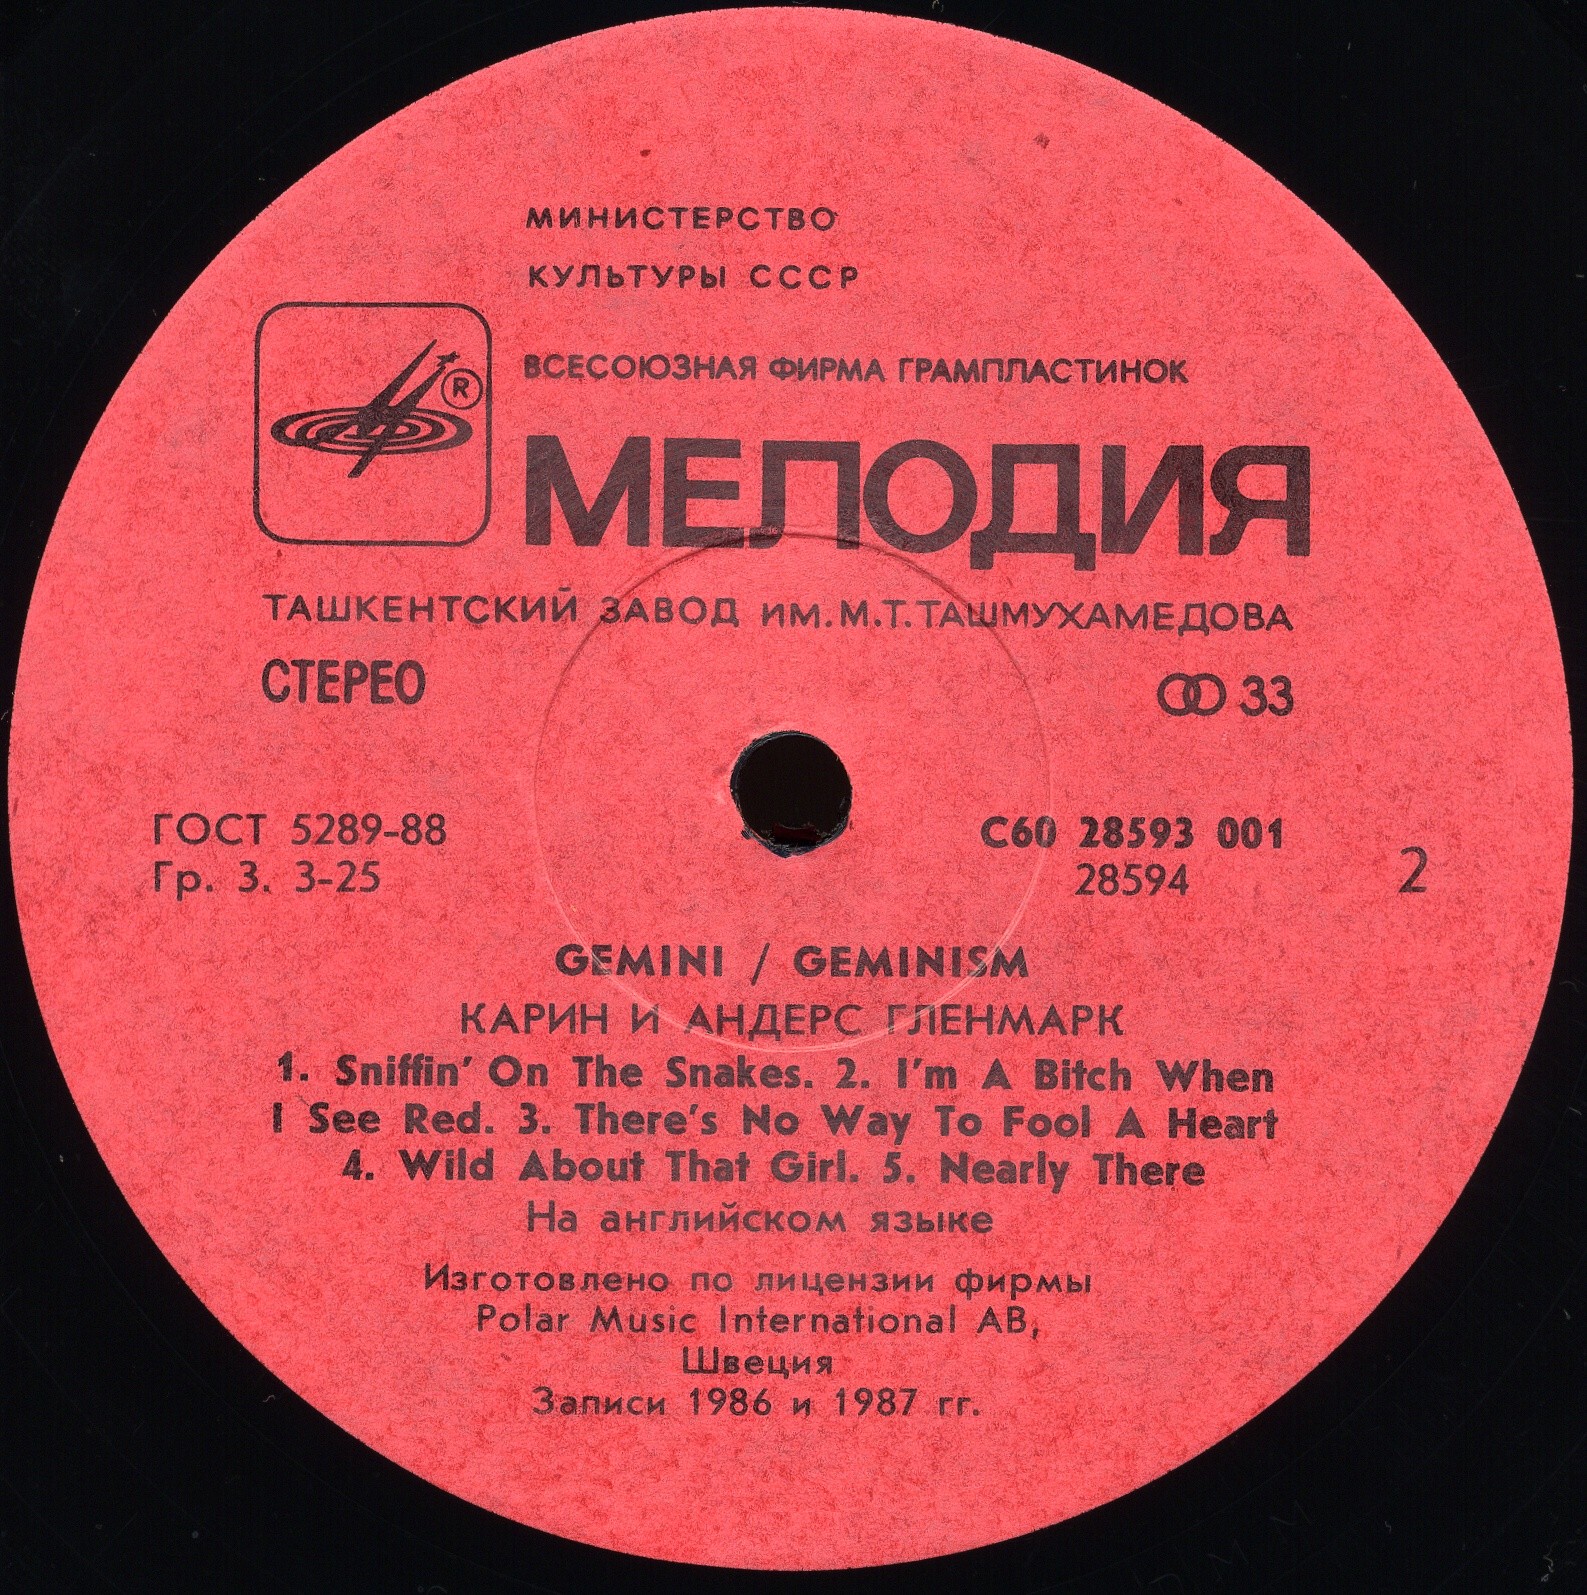 МИНИСТЕРСТВО
КУЛЬТУРЫ СССР
ВСЕСОЮЗНАЯ ФИРМА ГРАМПЛАСТИНОК
®
МЕЛОДИЯ
ТАШКЕНТСКИЙ ЗАВОД ИМ. М.Т.ТАШМУХАМЕДОВА
СТЕРЕО 33
ГОСТ 5289-88 С60 28593 001
Гр. 3. 3-25 28594 2
GEMINI / GEMINISM
КАРИН И АНДЕРС ГЛЕНМАРК
1. Sniffin' On The Snakes. 2. I'm A Bitch When
I See Red. 3. There's No Way To Fool A Heart
4. Wild About That Girl. 5. Nearly There
На английском языке
Изготовлено по лицензии фирмы
Polar Music International AB,
Швеция
Записи 1986 и 1987 гг.